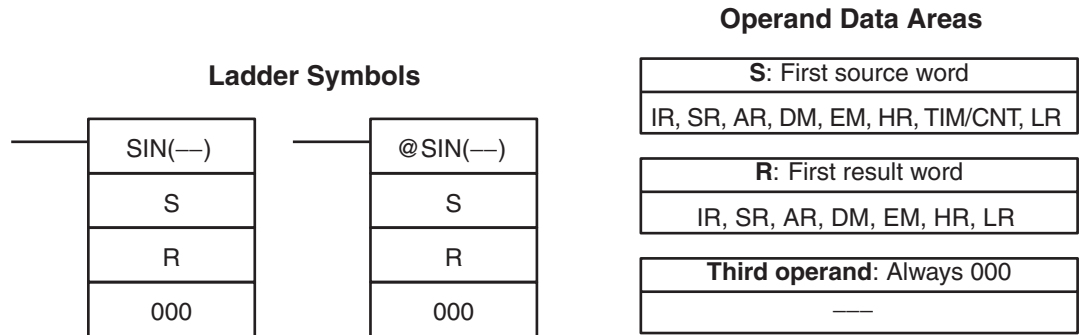 Ladder Symbols
SIN(––)
S
R
000
@SIN(––)
S
R
000
Operand Data Areas
S: First source word
IR, SR, AR, DM, EM, HR, TIM/CNT, LR
R: First result word
IR, SR, AR, DM, EM, HR, LR
Third operand: Always 000
–––